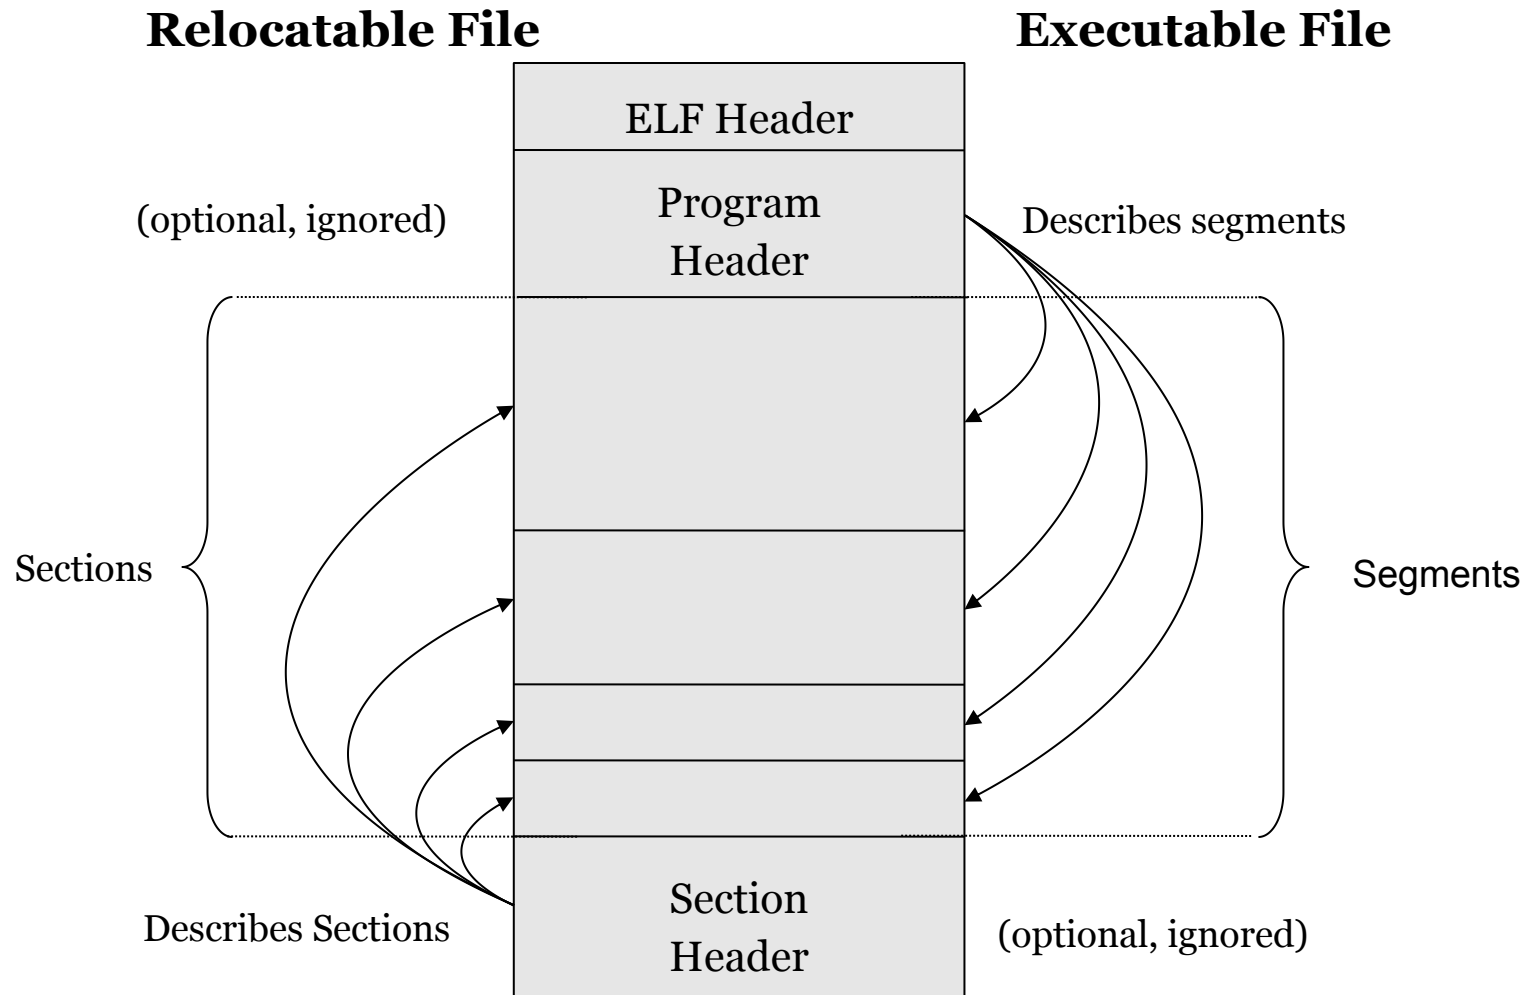 Relocatable File
Executable File
ELF Header
Program
Header
(optional, ignored)
Describes segments
Sections
Segments
Describes Sections
Section
Header
(optional, ignored)